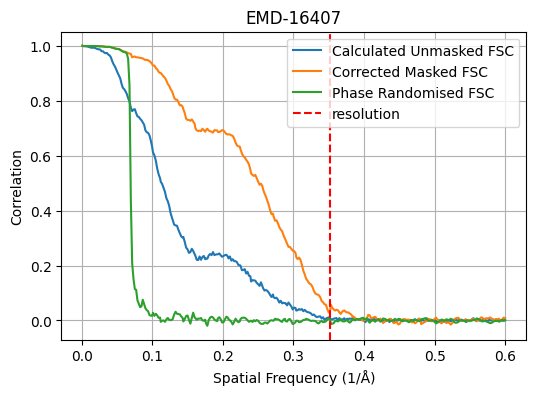 EMD-16407
1.0
0.8
0.6
0.4
0.2
0.0
Correlation
Calculated Unmasked FSC
Corrected Masked FSC
Phase Randomised FSC
resolution
0.0 0.1 0.2 0.3 0.4 0.5 0.6
Spatial Frequency (1/Å)